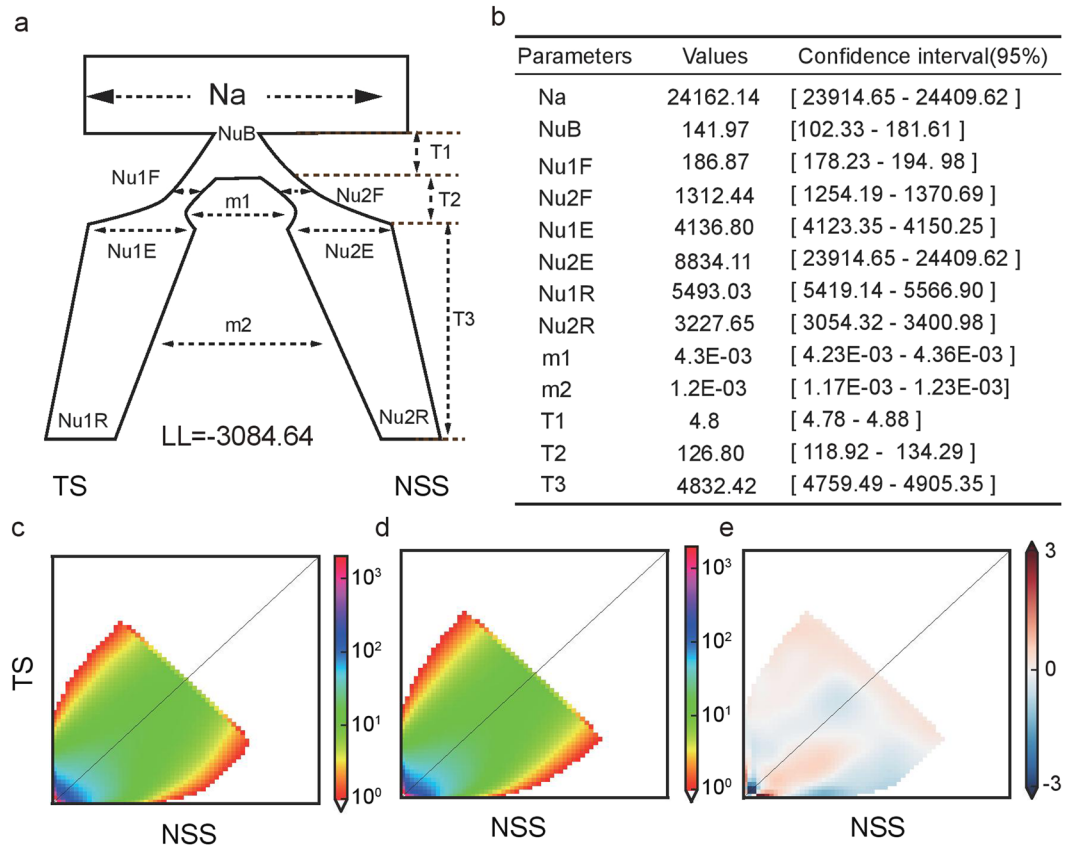 a
Na
NuB
T1
Nu1F
Nu2F
T2
m1
Nu1E
Nu2E
T3
m2
Nu1R
Nu2R
LL=-3084.64
TS
NSS
b
Parameters Values Confidence interval(95%)
Na 24162.14 [ 23914.65 - 24409.62 ]
NuB 141.97 [102.33 - 181.61 ]
Nu1F 186.87 [ 178.23 - 194. 98 ]
Nu2F 1312.44 [ 1254.19 - 1370.69 ]
Nu1E 4136.80 [ 4123.35 - 4150.25 ]
Nu2E 8834.11 [ 23914.65 - 24409.62 ]
Nu1R 5493.03 [ 5419.14 - 5566.90 ]
Nu2R 3227.65 [ 3054.32 - 3400.98 ]
m1 4.3E-03 [ 4.23E-03 - 4.36E-03 ]
m2 1.2E-03 [ 1.17E-03 - 1.23E-03]
T1 4.8 [ 4.78 - 4.88 ]
T2 126.80 [ 118.92 - 134.29 ]
T3 4832.42 [ 4759.49 - 4905.35 ]
c
TS
NSS
10³
10²
10¹
10⁰
d
NSS
10³
10²
10¹
10⁰
e
NSS
3
0
-3